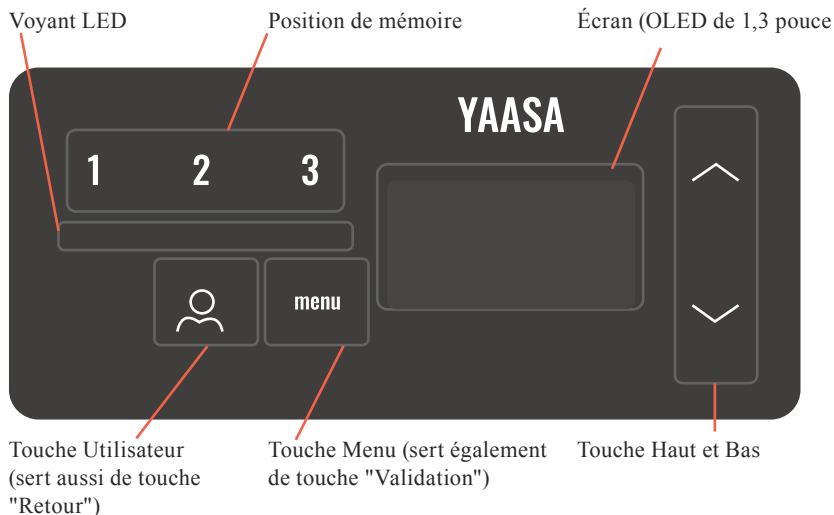 Voyant LED
Position de mémoire
Écran (OLED de 1,3 pouce
YAASA
1 2 3
menu
Touche Utilisateur
(sert aussi de touche
"Retour")
Touche Menu (sert également
de touche "Validation")
Touche Haut et Bas